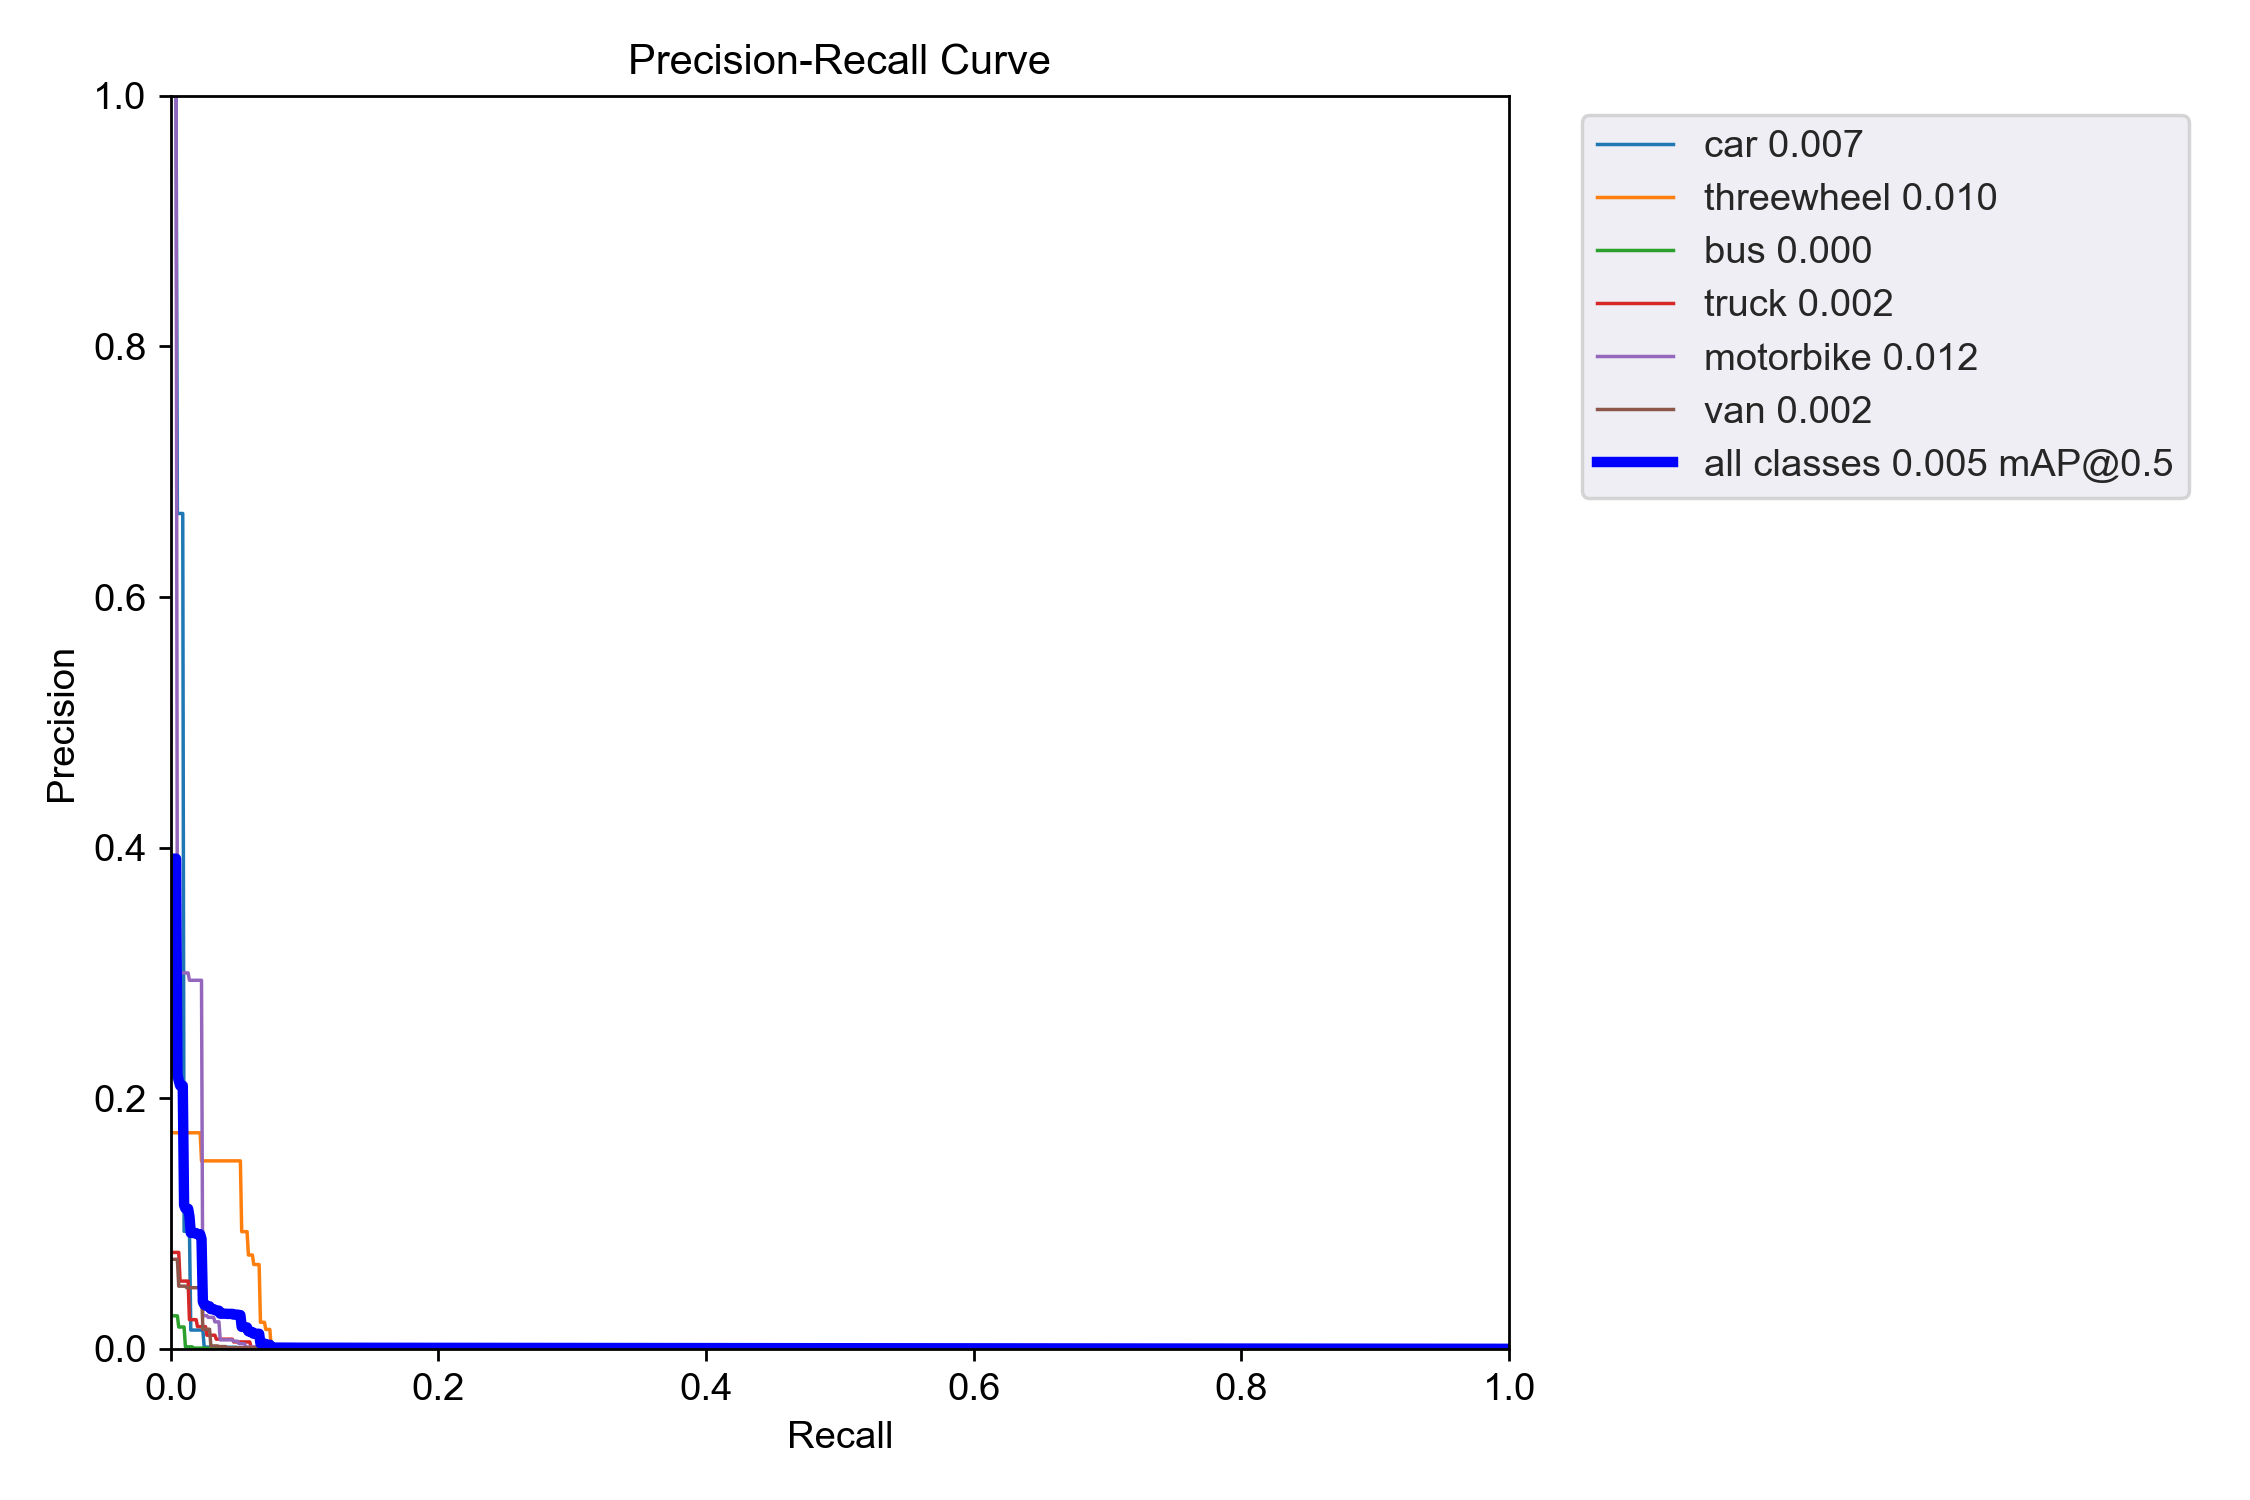 Precision-Recall Curve
1.0
0.8
0.6
0.4
0.2
0.0
Precision
0.0 0.2 0.4 0.6 0.8 1.0
Recall
car 0.007
threewheel 0.010
bus 0.000
truck 0.002
motorbike 0.012
van 0.002
all classes 0.005 mAP@0.5